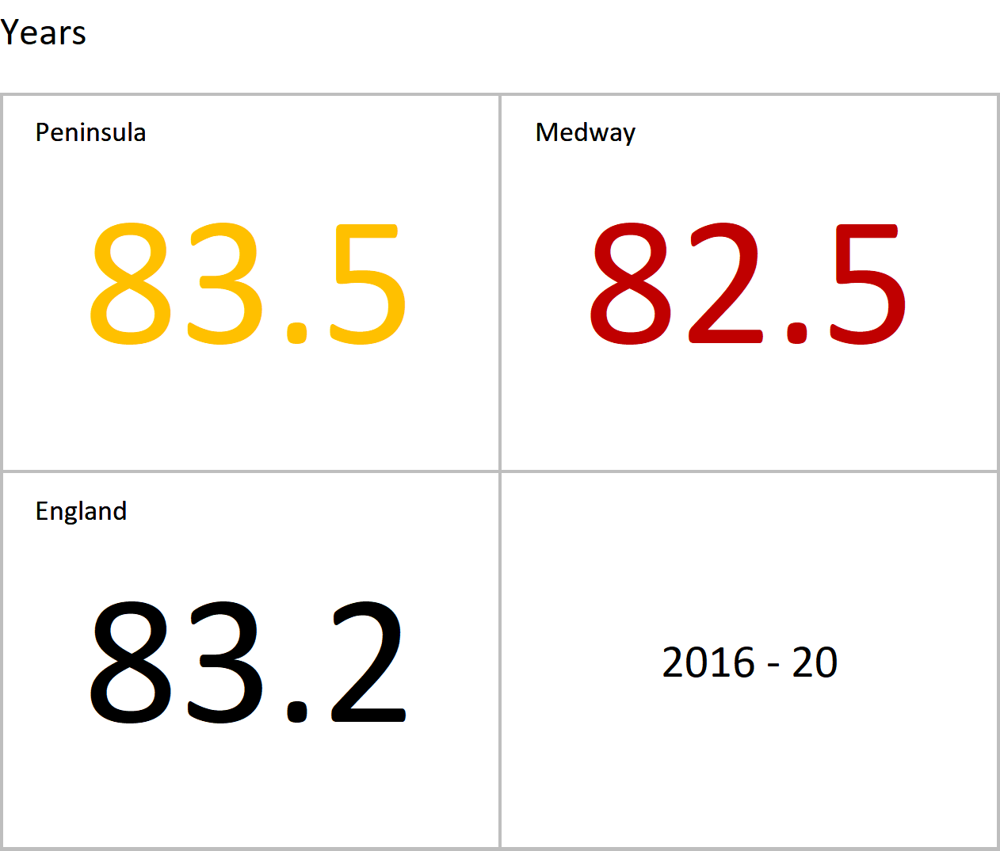 Years
Peninsula
83.5
Medway
82.5
England
83.2
2016 - 20